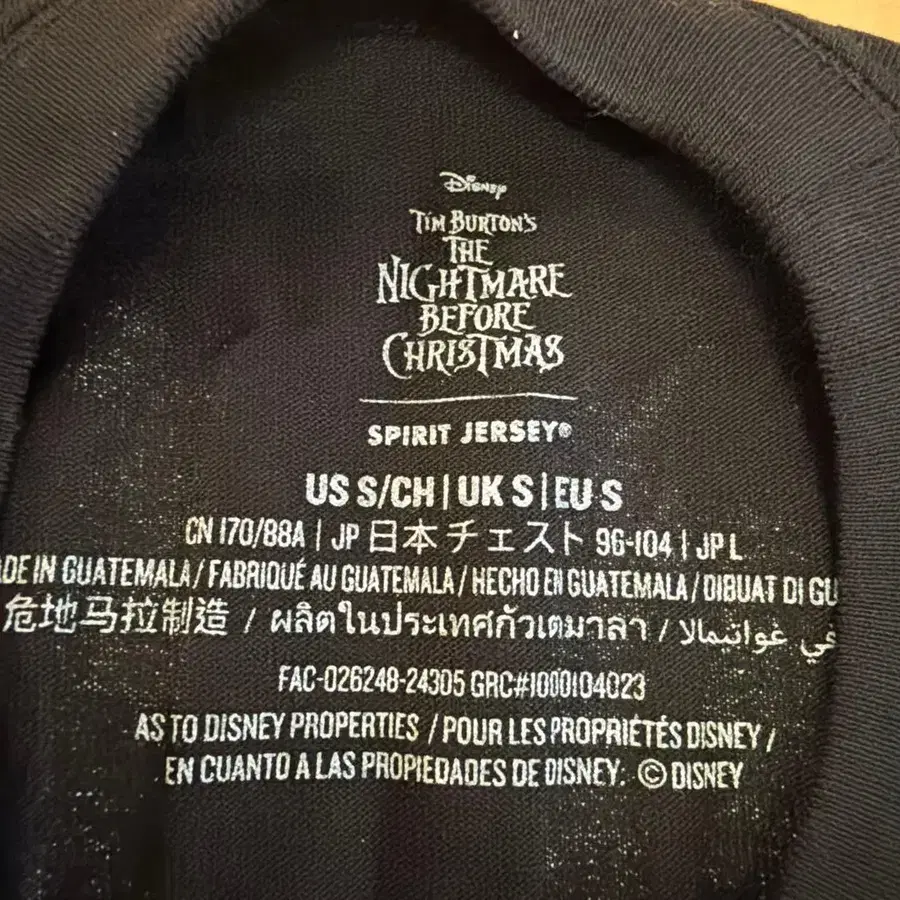 Disney
TIM BURTON'S
THE
NIGHTMARE
BEFORE
CHRISTMAS
SPIRIT JERSEY®
US S/CH | UK S | EU S
CN 170/88A | JP 日本 チェスト 96-104 | JP L
ADE IN GUATEMALA / FABRIQUÉ AU GUATEMALA / HECHO EN GUATEMALA / DIBUAT DI GU
危地马拉制造 / ผลิตในประเทศกัวเตมาลา / في غواتيمالا
FAC-026248-24305 GRC#1000104023
AS TO DISNEY PROPERTIES / POUR LES PROPRIÉTÉS DISNEY /
EN CUANTO A LAS PROPIEDADES DE DISNEY: © DISNEY